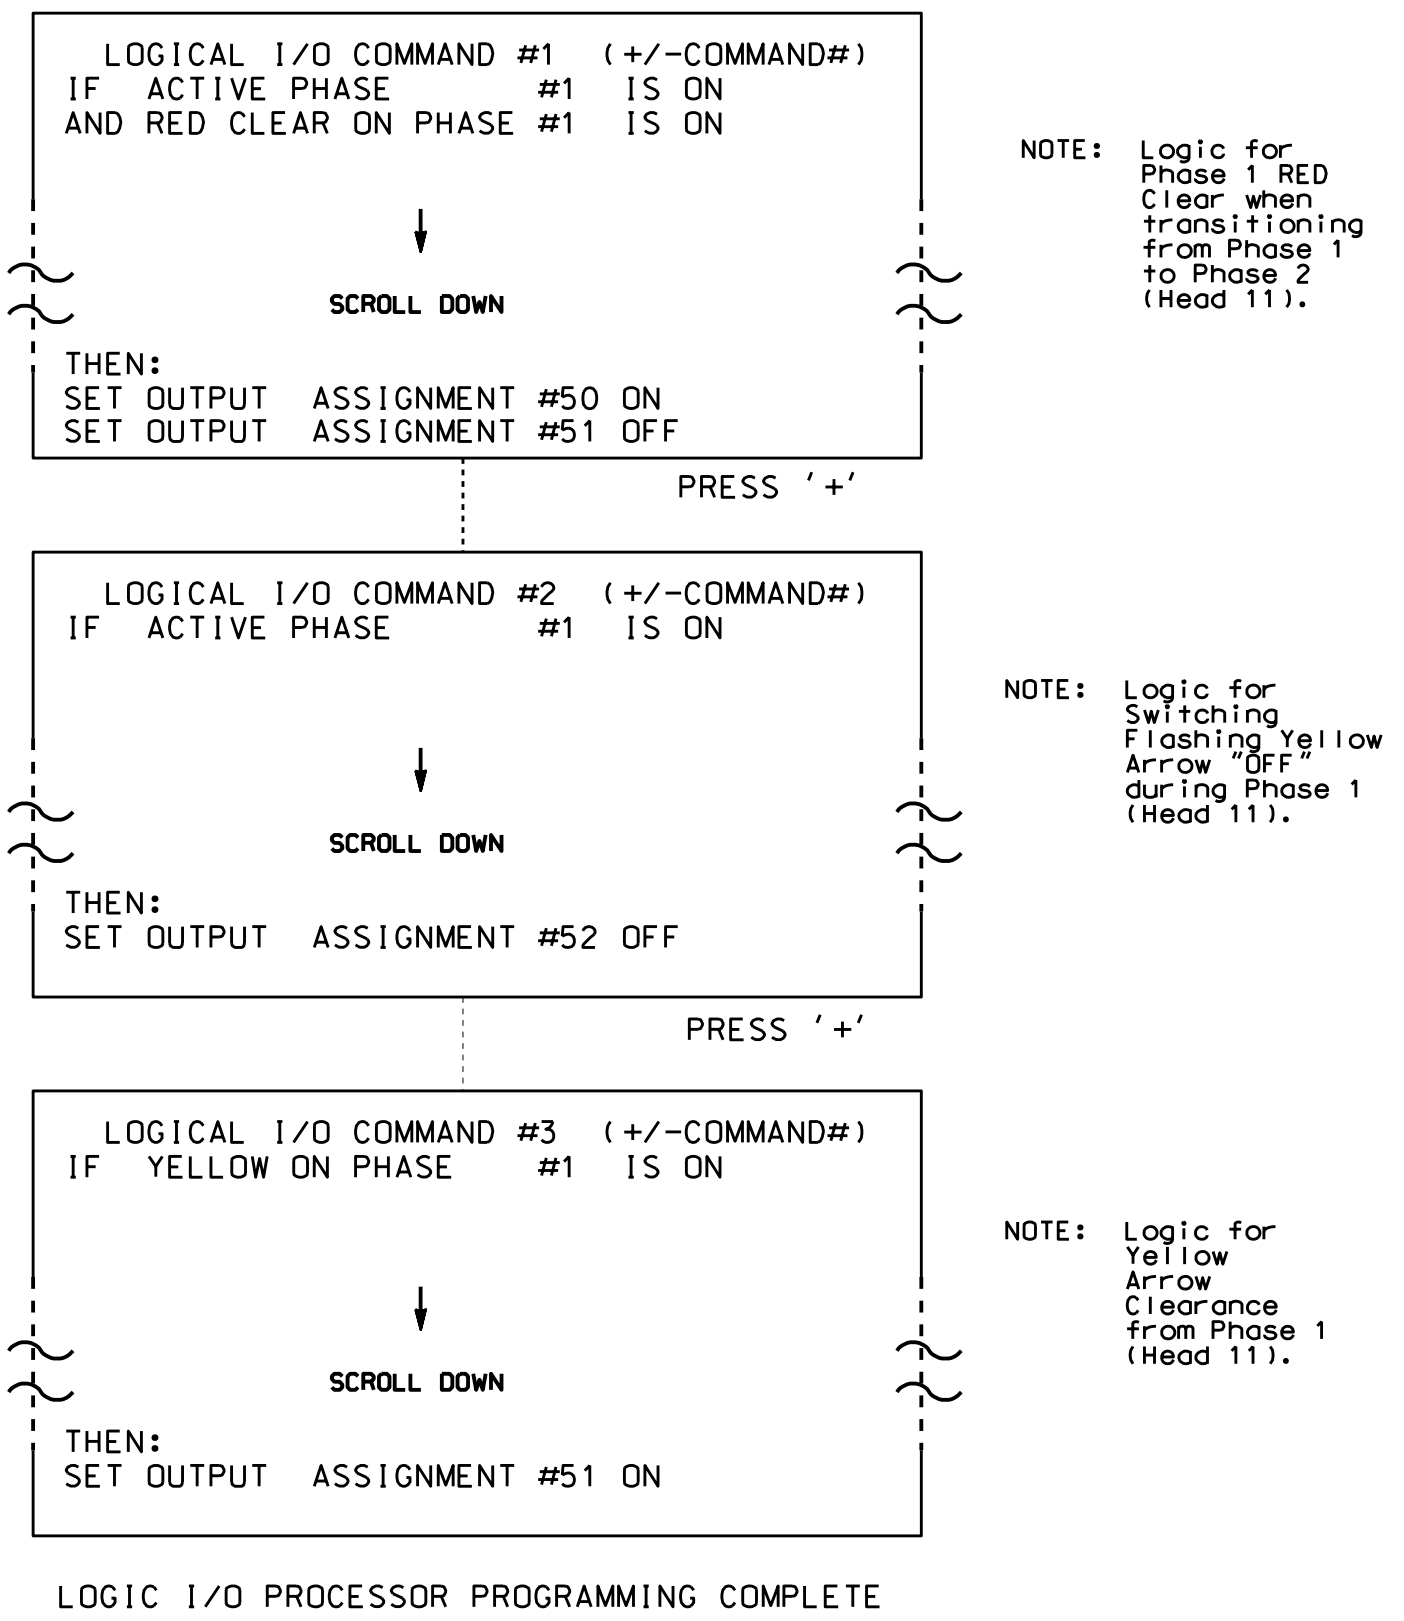 LOGICAL I/O COMMAND #1 (+/-COMMAND#)
IF ACTIVE PHASE #1 IS ON
AND RED CLEAR ON PHASE #1 IS ON
SCROLL DOWN
THEN:
SET OUTPUT ASSIGNMENT #50 ON
SET OUTPUT ASSIGNMENT #51 OFF
NOTE: Logic for
Phase 1 RED
Clear when
transitioning
from Phase 1
to Phase 2
(Head 11).
PRESS '+'
LOGICAL I/O COMMAND #2 (+/-COMMAND#)
IF ACTIVE PHASE #1 IS ON
SCROLL DOWN
THEN:
SET OUTPUT ASSIGNMENT #52 OFF
NOTE: Logic for
Switching
Flashing Yellow
Arrow "OFF"
during Phase 1
(Head 11).
PRESS '+'
LOGICAL I/O COMMAND #3 (+/-COMMAND#)
IF YELLOW ON PHASE #1 IS ON
SCROLL DOWN
THEN:
SET OUTPUT ASSIGNMENT #51 ON
NOTE: Logic for
Yellow
Arrow
Clearance
from Phase 1
(Head 11).
LOGIC I/O PROCESSOR PROGRAMMING COMPLETE